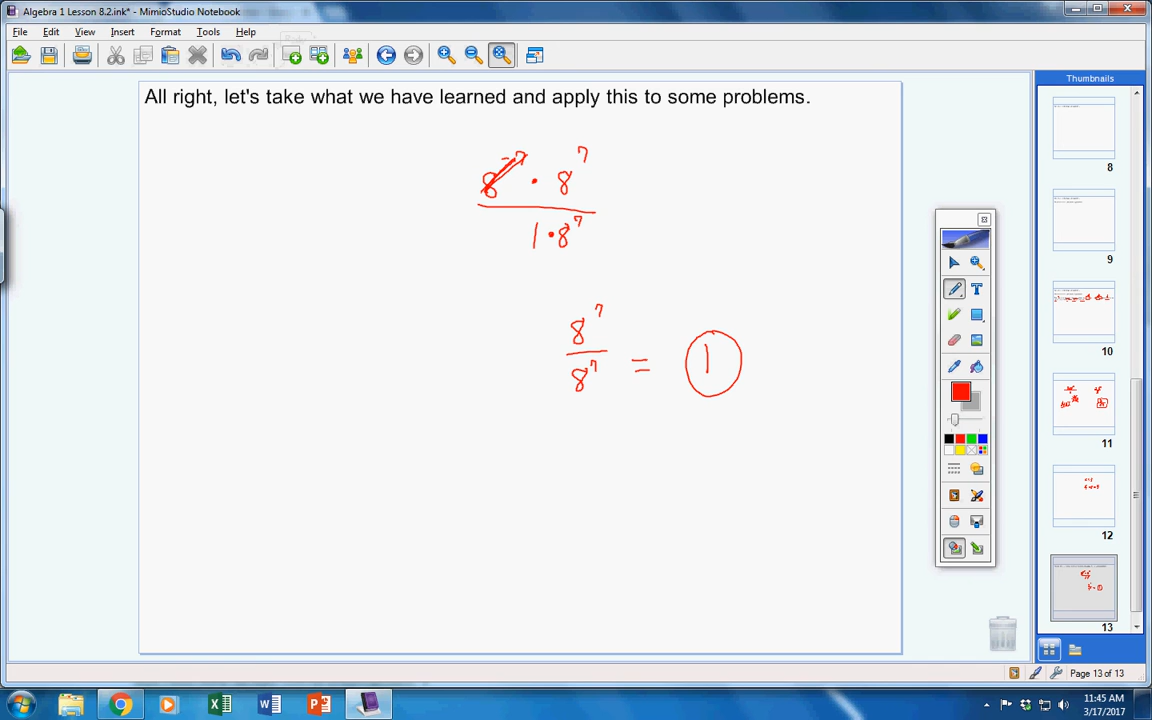 Algebra 1 Lesson 8.2.ink* - MimioStudio Notebook
File Edit View Insert Format Tools Help
Thumbnails
All right, let's take what we have learned and apply this to some problems.
8⁻⁷ · 8⁷
1 · 8⁷
8⁷
8⁷ = 1
8
9
10
11
12
13
Page 13 of 13
11:45 AM
3/17/2017